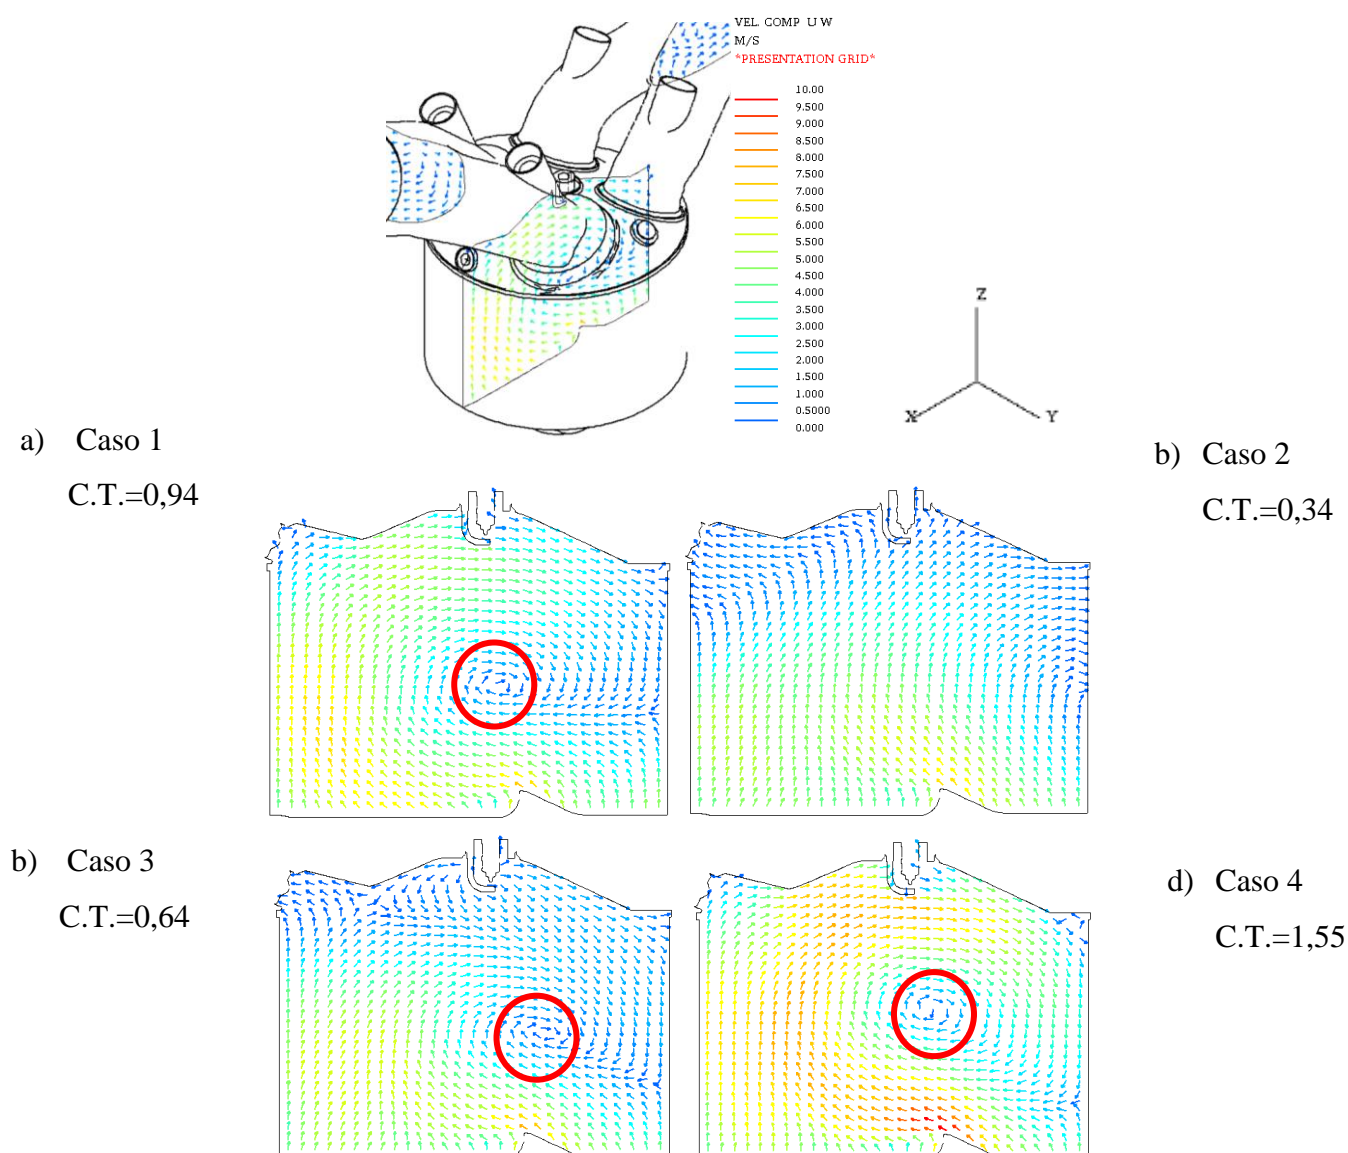 VEL. COMP U W
M/S
*PRESENTATION GRID*
10.00
9.500
9.000
8.500
8.000
7.500
7.000
6.500
6.000
5.500
5.000
4.500
4.000
3.500
3.000
2.500
2.000
1.500
1.000
0.5000
0.000
Z
X
Y
a) Caso 1
C.T.=0,94
b) Caso 2
C.T.=0,34
b) Caso 3
C.T.=0,64
d) Caso 4
C.T.=1,55